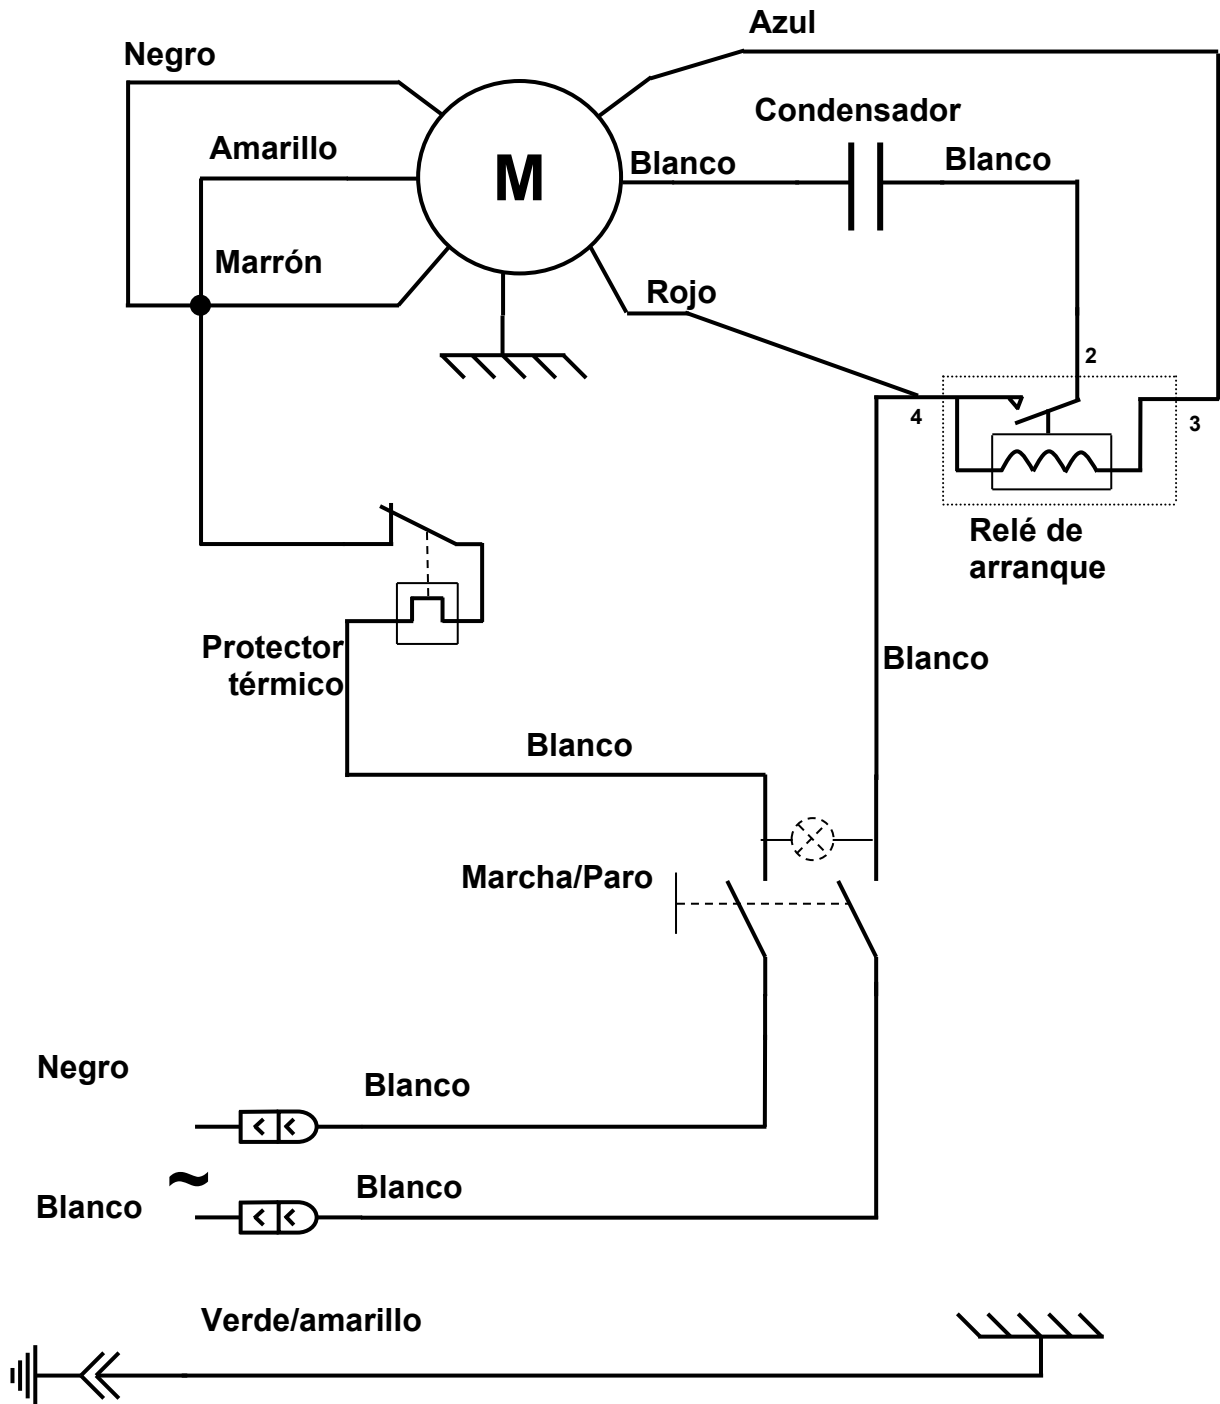 Azul
Negro
Condensador
Amarillo
Blanco
Blanco
M
Marrón
Rojo
2
4
3
Relé de
arranque
Protector
térmico
Blanco
Blanco
Marcha/Paro
Negro
Blanco
~
Blanco
Blanco
Verde/amarillo